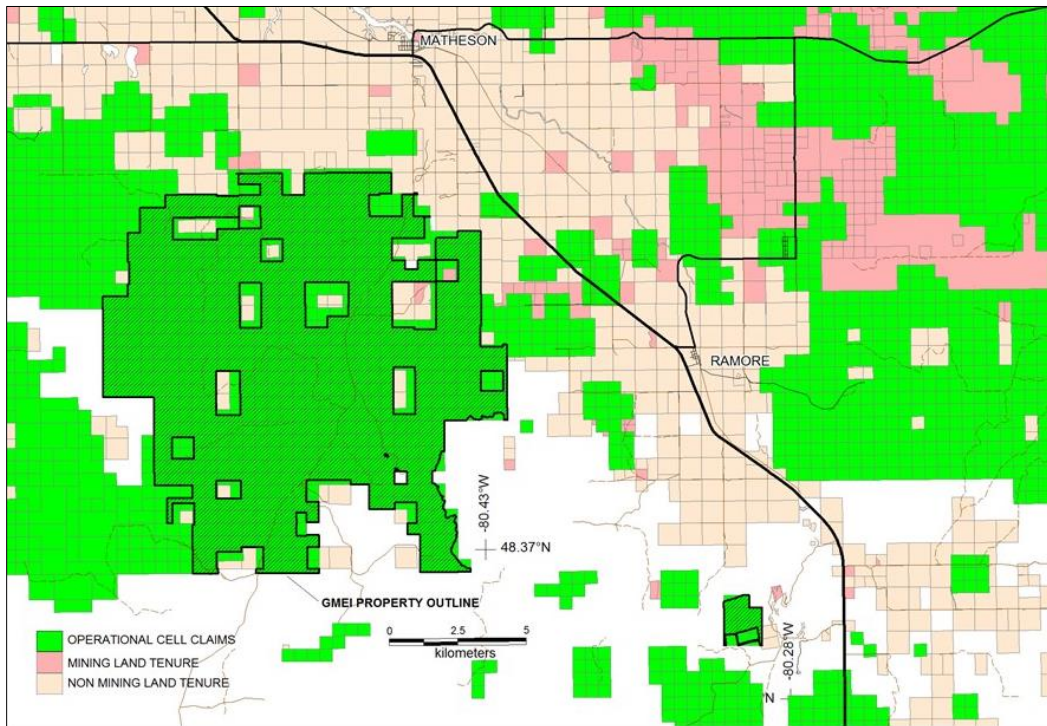 MATHESON
RAMORE
-80.43°W
48.37°N
GMEI PROPERTY OUTLINE
0 2.5 5
kilometers
-80.28°W
N
OPERATIONAL CELL CLAIMS
MINING LAND TENURE
NON MINING LAND TENURE